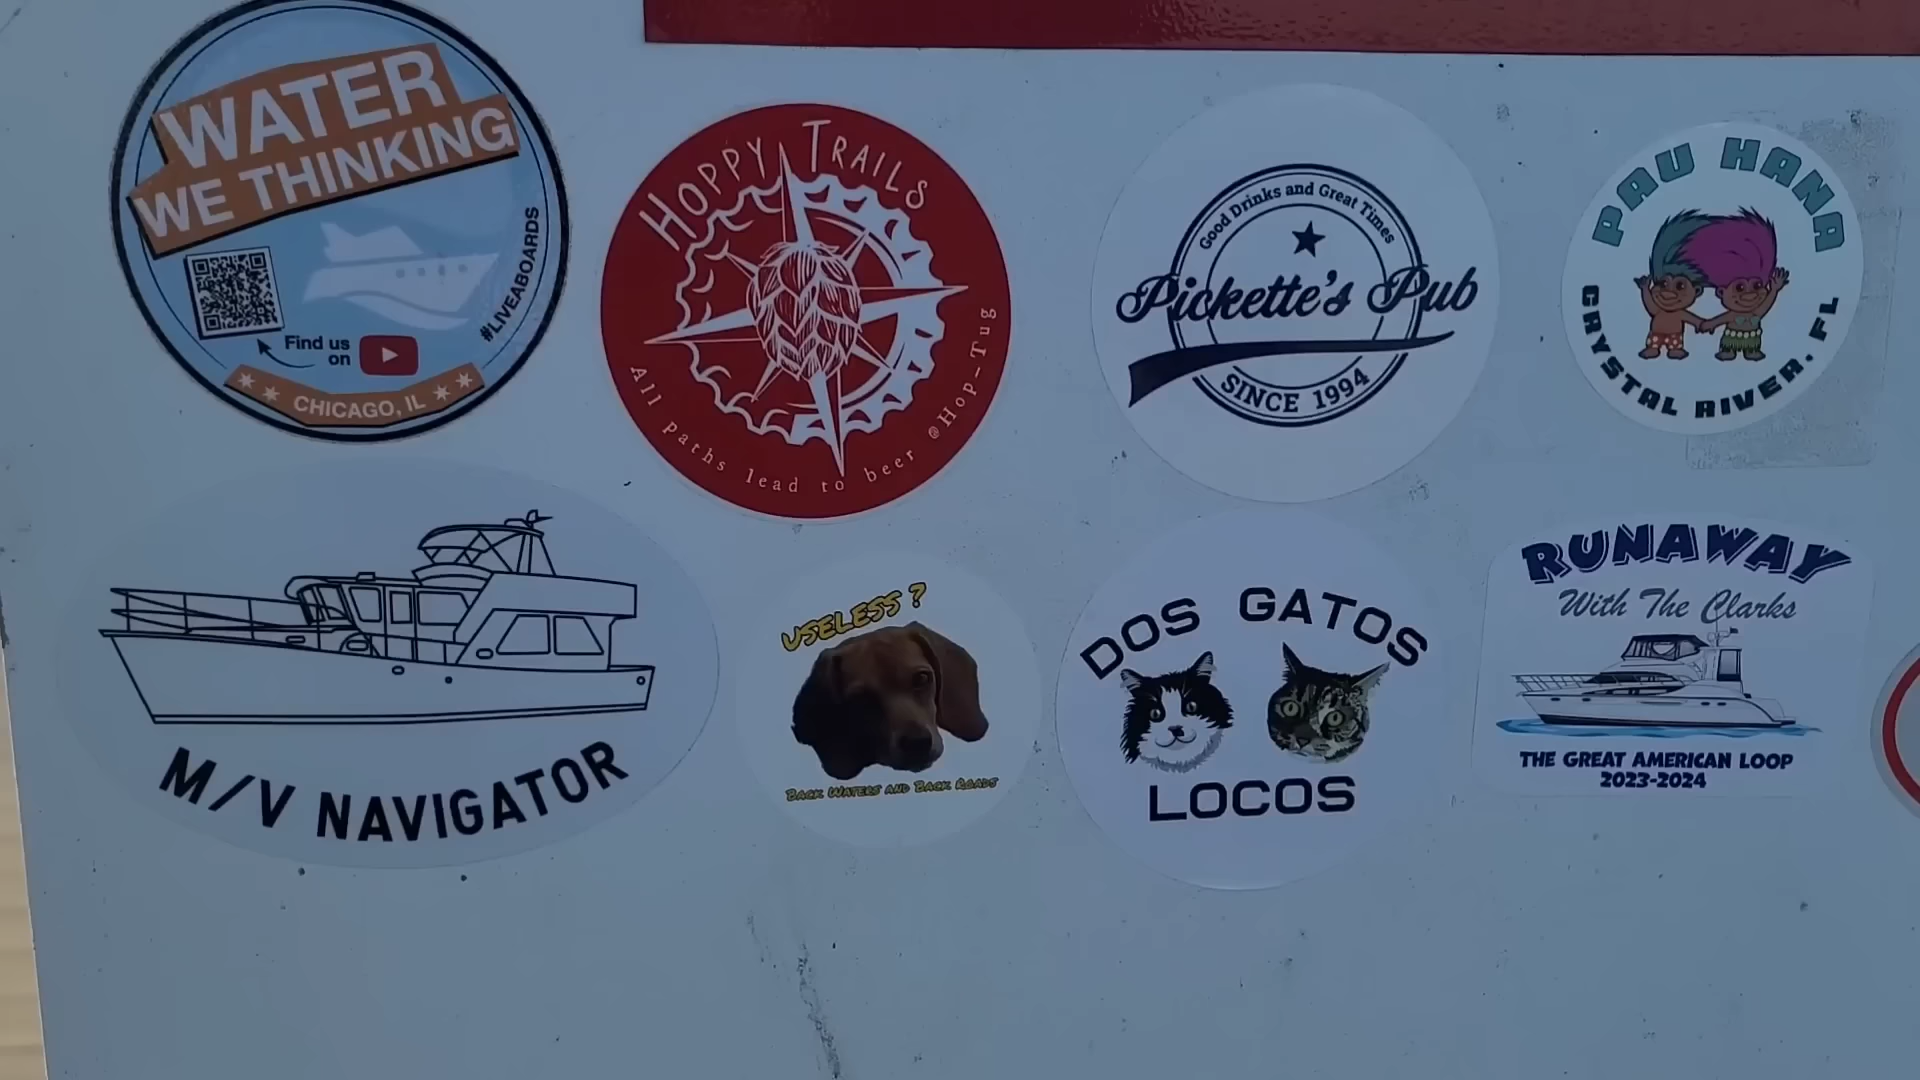 WATER
WE THINKING
#LIVEABOARDS
Find us
on
CHICAGO, IL
HOPPY TRAILS
All paths lead to beer @Hop-Tug
Good Drinks and Great Times
Pickette's Pub
SINCE 1994
PAU HANA
CRYSTAL RIVER, FL
M/V NAVIGATOR
USELESS ?
BACK WATERS AND BACK ROADS
DOS GATOS
LOCOS
RUNAWAY
With The Clarks
THE GREAT AMERICAN LOOP
2023-2024